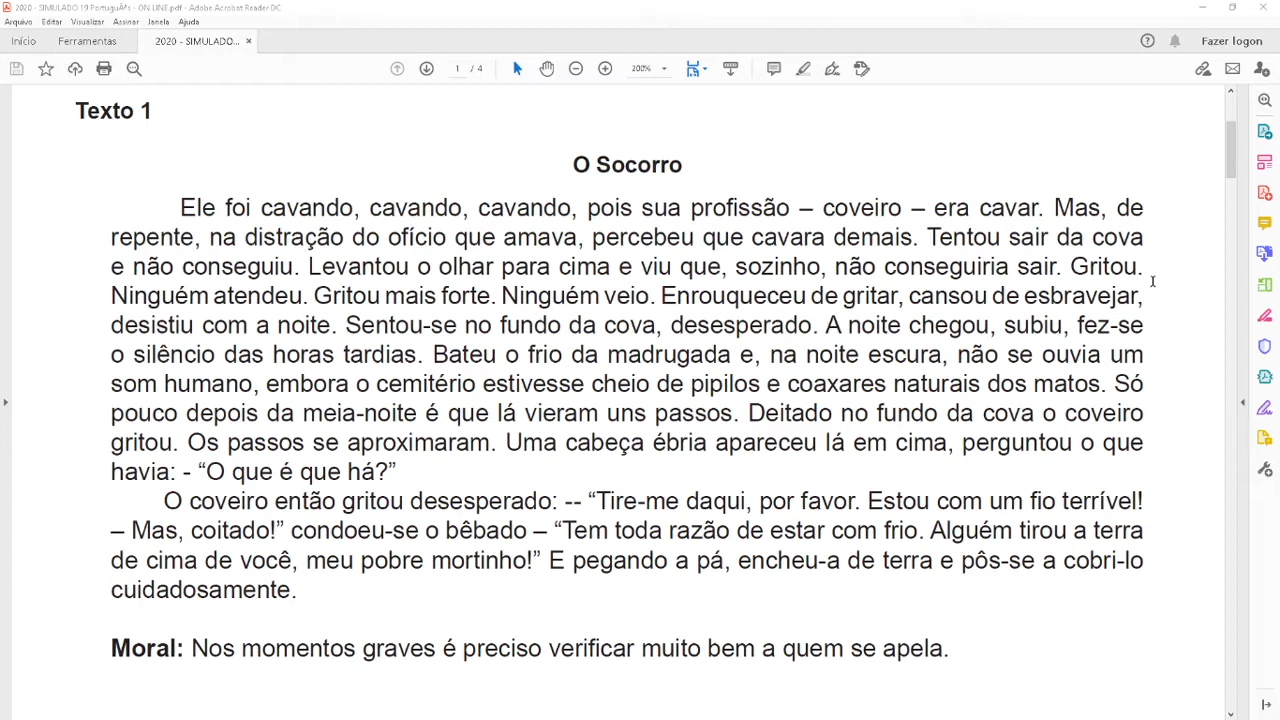 2020 - SIMULADO 19 PortuguÃªs - ON LINE.pdf - Adobe Acrobat Reader DC
Arquivo Editar Visualizar Assinar Janela Ajuda
Início Ferramentas 2020 - SIMULADO... × Fazer logon
1 / 4 200%
Texto 1
O Socorro
Ele foi cavando, cavando, cavando, pois sua profissão – coveiro – era cavar. Mas, de
repente, na distração do ofício que amava, percebeu que cavara demais. Tentou sair da cova
e não conseguiu. Levantou o olhar para cima e viu que, sozinho, não conseguiria sair. Gritou.
Ninguém atendeu. Gritou mais forte. Ninguém veio. Enrouqueceu de gritar, cansou de esbravejar,
desistiu com a noite. Sentou-se no fundo da cova, desesperado. A noite chegou, subiu, fez-se
o silêncio das horas tardias. Bateu o frio da madrugada e, na noite escura, não se ouvia um
som humano, embora o cemitério estivesse cheio de pipilos e coaxares naturais dos matos. Só
pouco depois da meia-noite é que lá vieram uns passos. Deitado no fundo da cova o coveiro
gritou. Os passos se aproximaram. Uma cabeça ébria apareceu lá em cima, perguntou o que
havia: - “O que é que há?”
O coveiro então gritou desesperado: -- “Tire-me daqui, por favor. Estou com um fio terrível!
– Mas, coitado!” condoeu-se o bêbado – “Tem toda razão de estar com frio. Alguém tirou a terra
de cima de você, meu pobre mortinho!” E pegando a pá, encheu-a de terra e pôs-se a cobri-lo
cuidadosamente.
Moral: Nos momentos graves é preciso verificar muito bem a quem se apela.